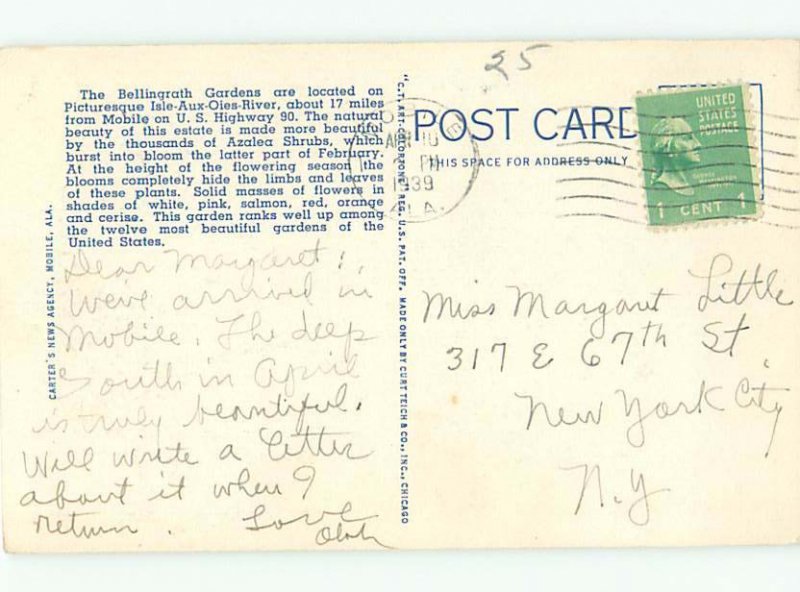 25
The Bellingrath Gardens are located on
Picturesque Isle-Aux-Oies-River, about 17 miles
from Mobile on U. S. Highway 90. The natural
beauty of this estate is made more beautiful
by the thousands of Azalea Shrubs, which
burst into bloom the latter part of February.
At the height of the flowering season the
blooms completely hide the limbs and leaves
of these plants. Solid masses of flowers in
shades of white, pink, salmon, red, orange
and cerise. This garden ranks well up among
the twelve most beautiful gardens of the
United States.
CARTER'S NEWS AGENCY, MOBILE, ALA.
Dear Margaret:
We've arrived in
Mobile. The deep
South in April
is truly beautiful.
Will write a letter
about it when I
return.
Love
"C.T. ART-COLORTONE" REG. U.S. PAT. OFF. MADE ONLY BY CURT TEICH & CO., INC., CHICAGO
POST CARD
THIS SPACE FOR ADDRESS ONLY
APR 10
PM
1939
ALA.
UNITED
STATES
POSTAGE
1 CENT 1
Miss Margaret Little
317 E 67th St.
New York City
N.Y